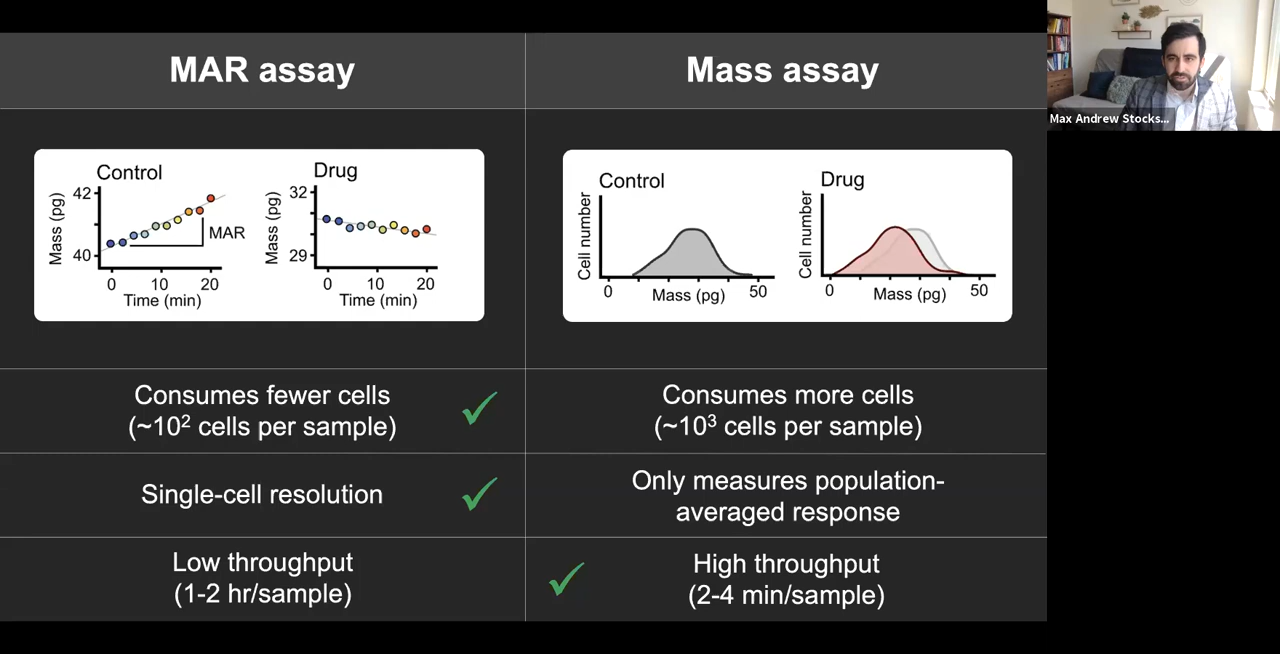 MAR assay
Mass assay
Control
Mass (pg)
42
40
MAR
0 10 20
Time (min)
Drug
Mass (pg)
32
29
0 10 20
Time (min)
Control
Cell number
0 50
Mass (pg)
Drug
Cell number
0 50
Mass (pg)
Consumes fewer cells
(~10² cells per sample)
Consumes more cells
(~10³ cells per sample)
Single-cell resolution
Only measures population-
averaged response
Low throughput
(1-2 hr/sample)
High throughput
(2-4 min/sample)
Max Andrew Stocks...